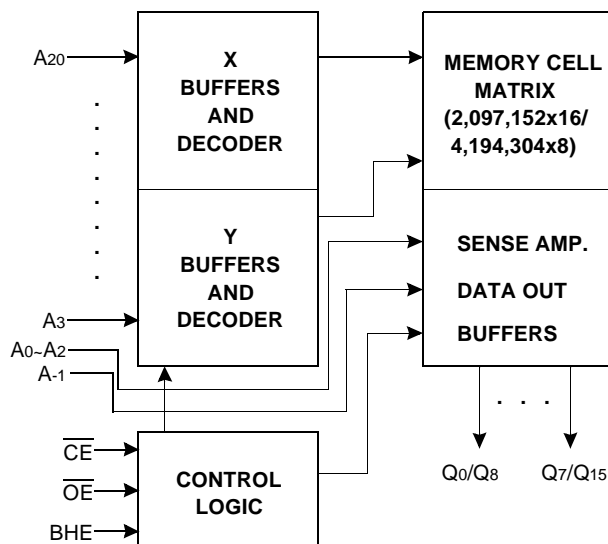 A20
X
BUFFERS
AND
DECODER
MEMORY CELL
MATRIX
(2,097,152x16/
4,194,304x8)
Y
BUFFERS
AND
DECODER
SENSE AMP.
DATA OUT
BUFFERS
A3
A0~A2
A-1
CE
OE
BHE
CONTROL
LOGIC
. . .
Q0/Q8
Q7/Q15